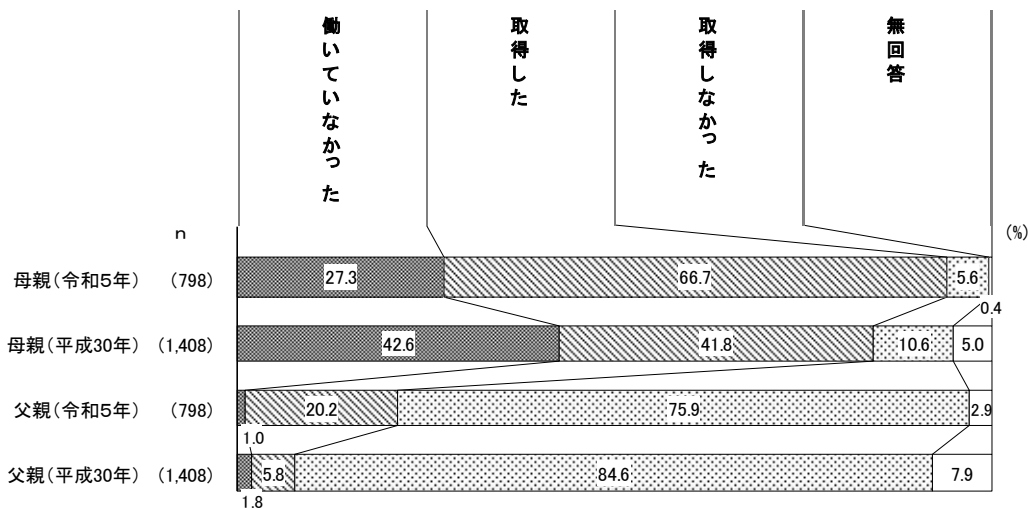 働いていなかった
取得した
取得しなかった
無回答
n
(%)
母親(令和5年) (798) 27.3 66.7 5.6 0.4
母親(平成30年) (1,408) 42.6 41.8 10.6 5.0
父親(令和5年) (798) 1.0 20.2 75.9 2.9
父親(平成30年) (1,408) 1.8 5.8 84.6 7.9